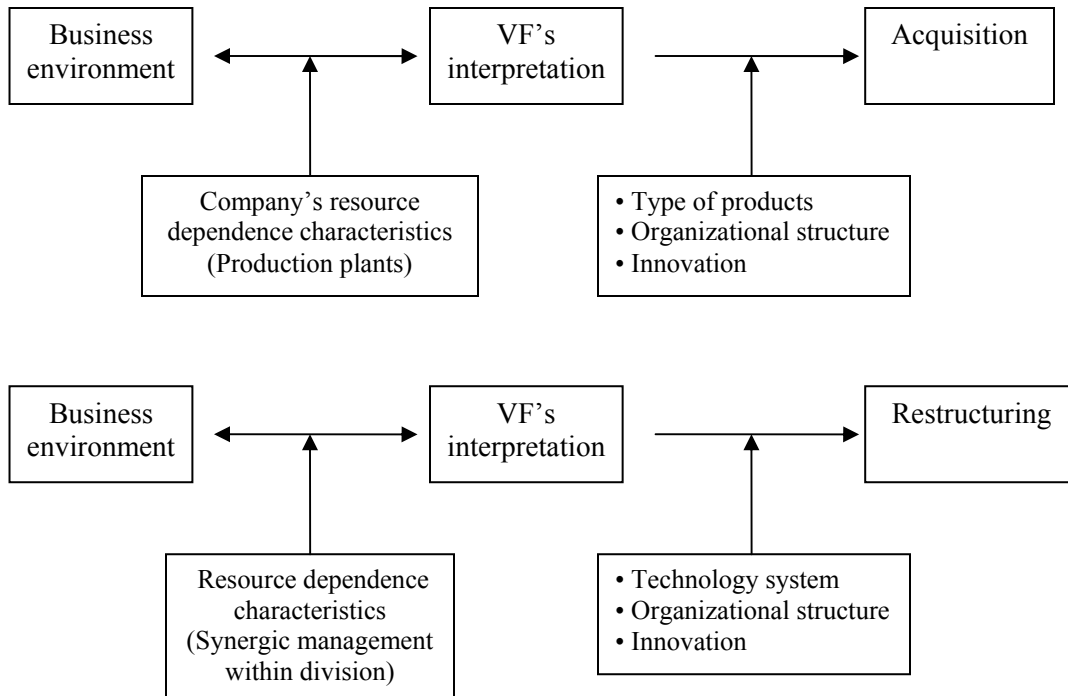 Business
environment
VF’s
interpretation
Acquisition
Company’s resource
dependence characteristics
(Production plants)
• Type of products
• Organizational structure
• Innovation
Business
environment
VF’s
interpretation
Restructuring
Resource dependence
characteristics
(Synergic management
within division)
• Technology system
• Organizational structure
• Innovation